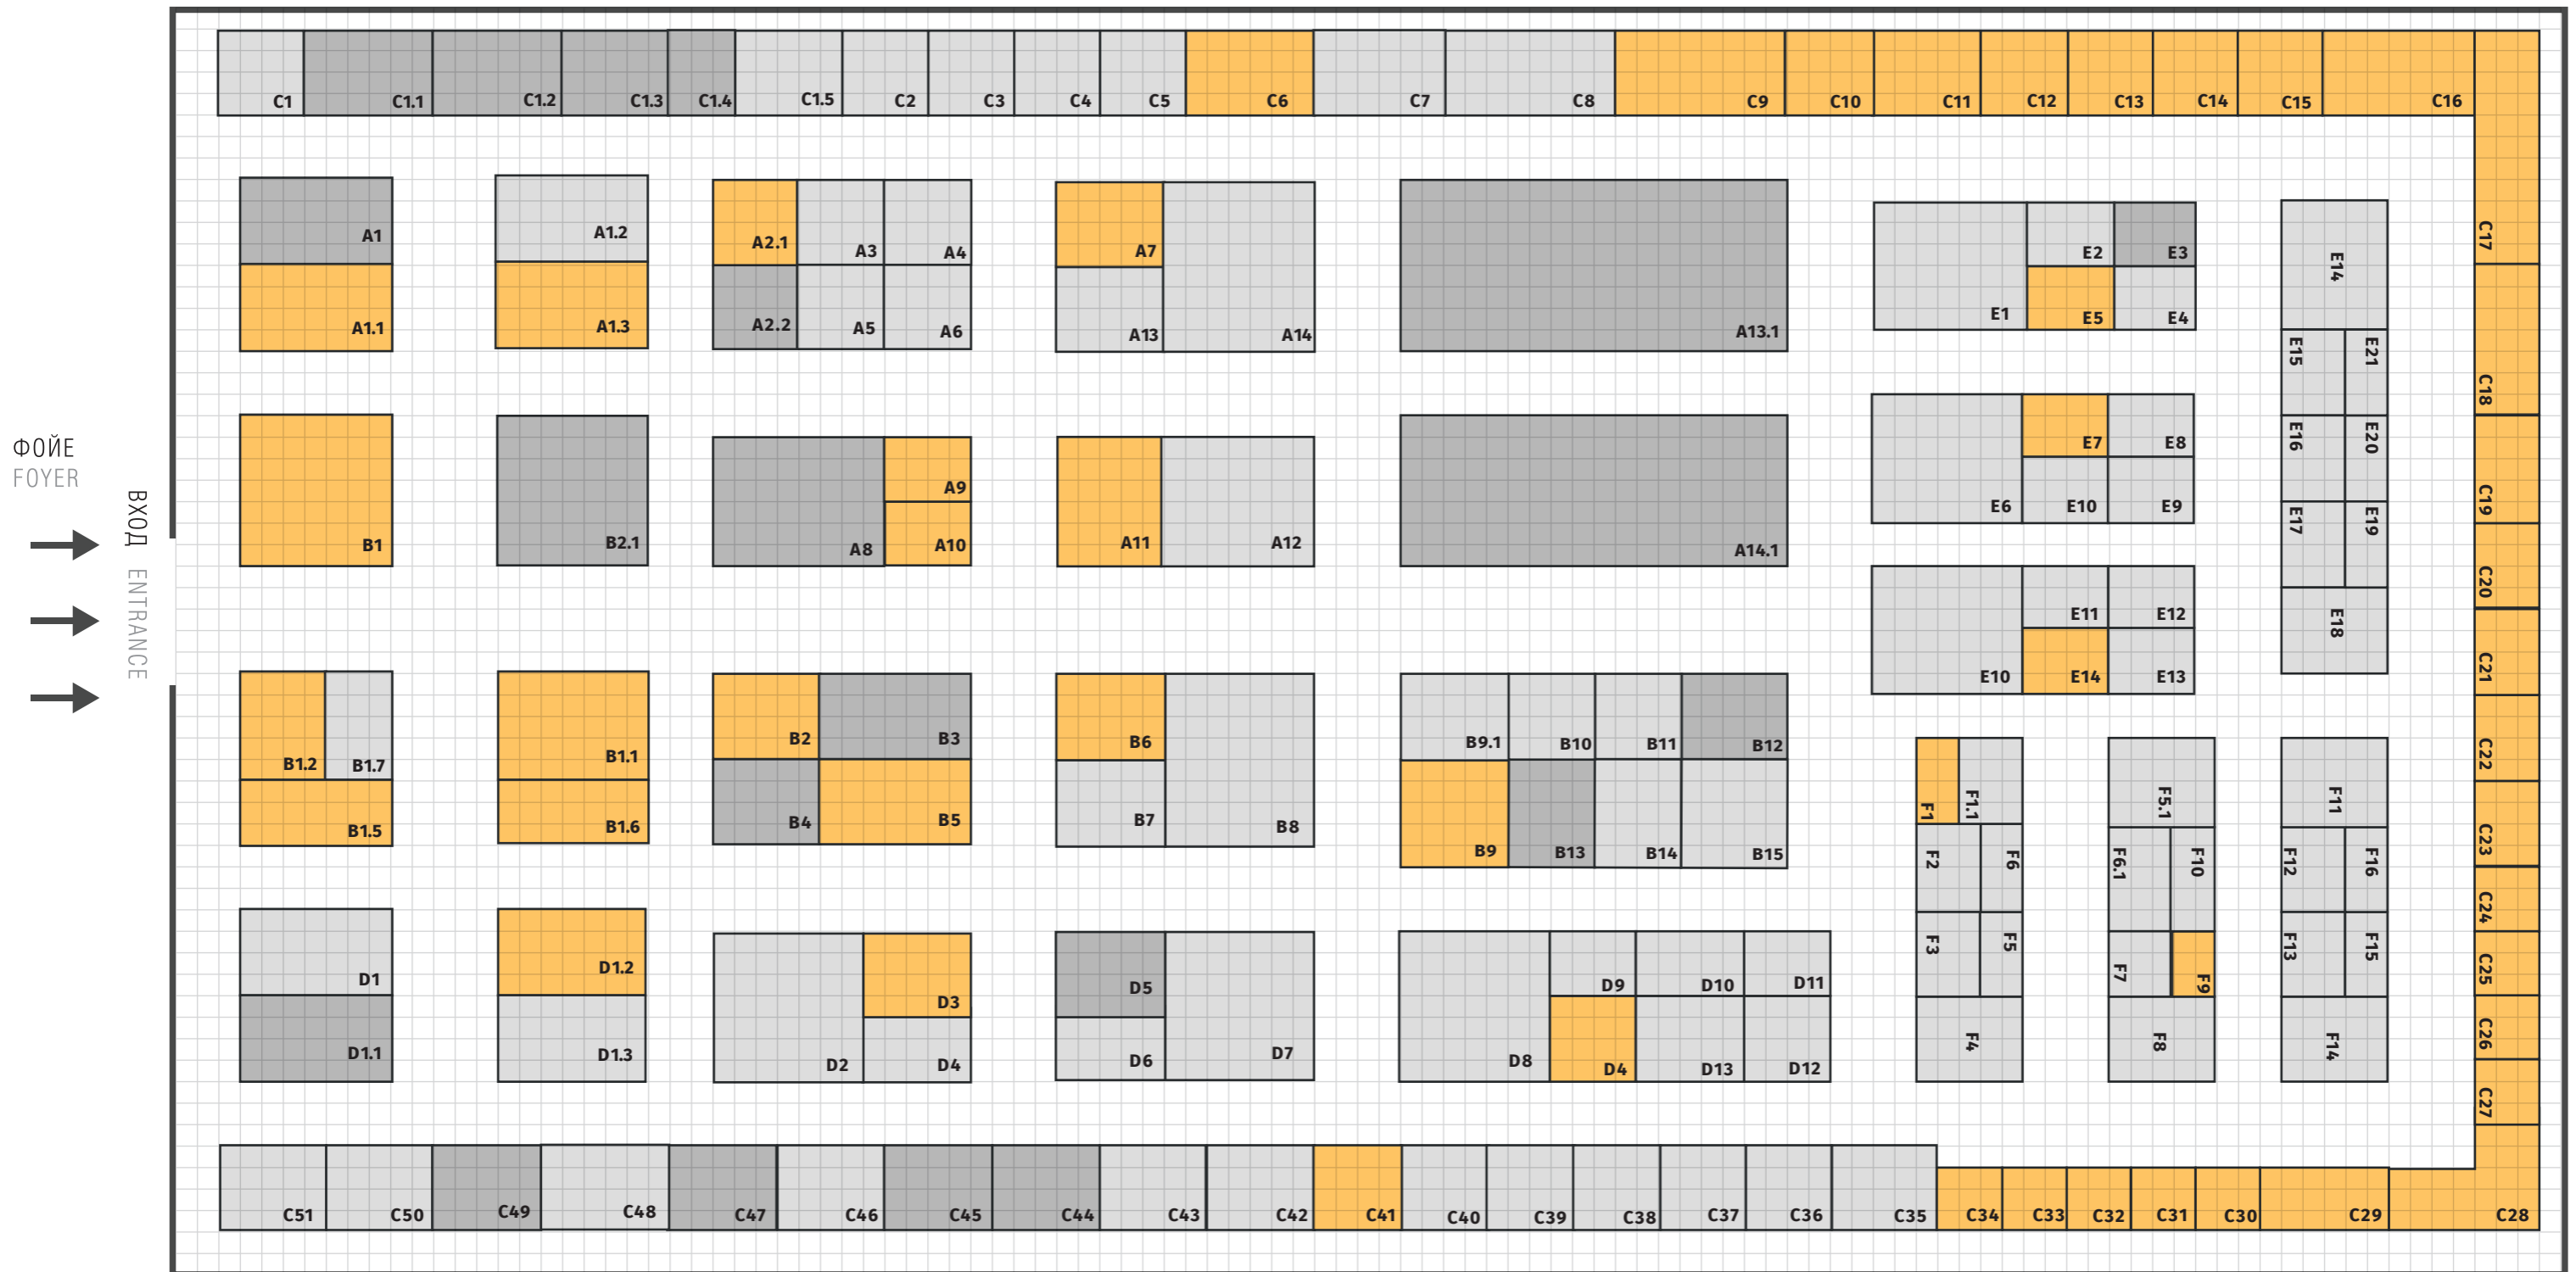 C1 C1.1 C1.2 C1.3 C1.4 C1.5 C2 C3 C4 C5 C6 C7 C8 C9 C10 C11 C12 C13 C14 C15 C16
C17
C18
C19
C20
C21
C22
C23
C24
C25
C26
C27
A1
A1.1
A1.2
A1.3
A2.1 A3 A4
A2.2 A5 A6
A7
A13 A14
A13.1
E2 E3
E1 E5 E4
E14
E15 E21
E16 E20
E17 E19
E18
ФОЙЕ
FOYER
ВХОД
ENTRANCE
B1
B2.1
A9
A8 A10
A11 A12
A14.1
E7 E8
E6 E10 E9
E11 E12
E10 E14 E13
B1.2 B1.7
B1.5
B1.1
B1.6
B2 B3
B4 B5
B6
B7 B8
B9.1 B10 B11 B12
B9 B13 B14 B15
F1 F1.1
F2 F6
F3 F5
F4
F5.1
F6.1 F10
F7 F9
F8
F11
F12 F16
F13 F15
F14
D1
D1.1
D1.2
D1.3
D3
D2 D4
D5
D6 D7
D9 D10 D11
D8 D4 D13 D12
C51 C50 C49 C48 C47 C46 C45 C44 C43 C42 C41 C40 C39 C38 C37 C36 C35 C34 C33 C32 C31 C30 C29 C28